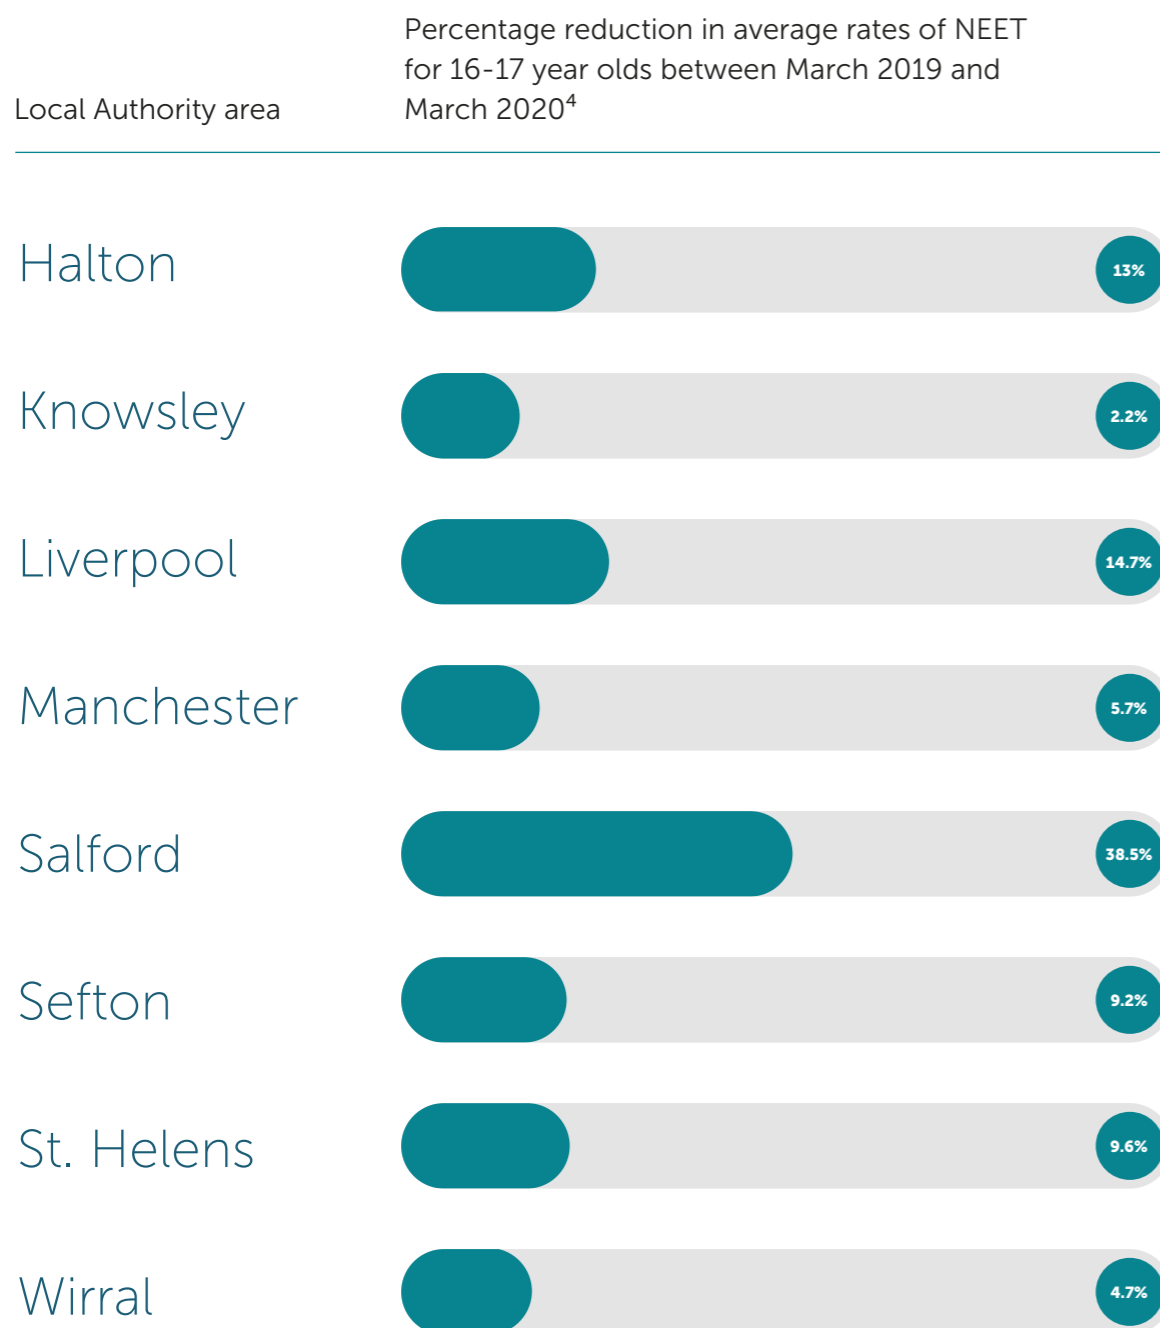 Percentage reduction in average rates of NEET
for 16-17 year olds between March 2019 and
Local Authority area March 2020⁴
Halton 13%
Knowsley 2.2%
Liverpool 14.7%
Manchester 5.7%
Salford 38.5%
Sefton 9.2%
St. Helens 9.6%
Wirral 4.7%